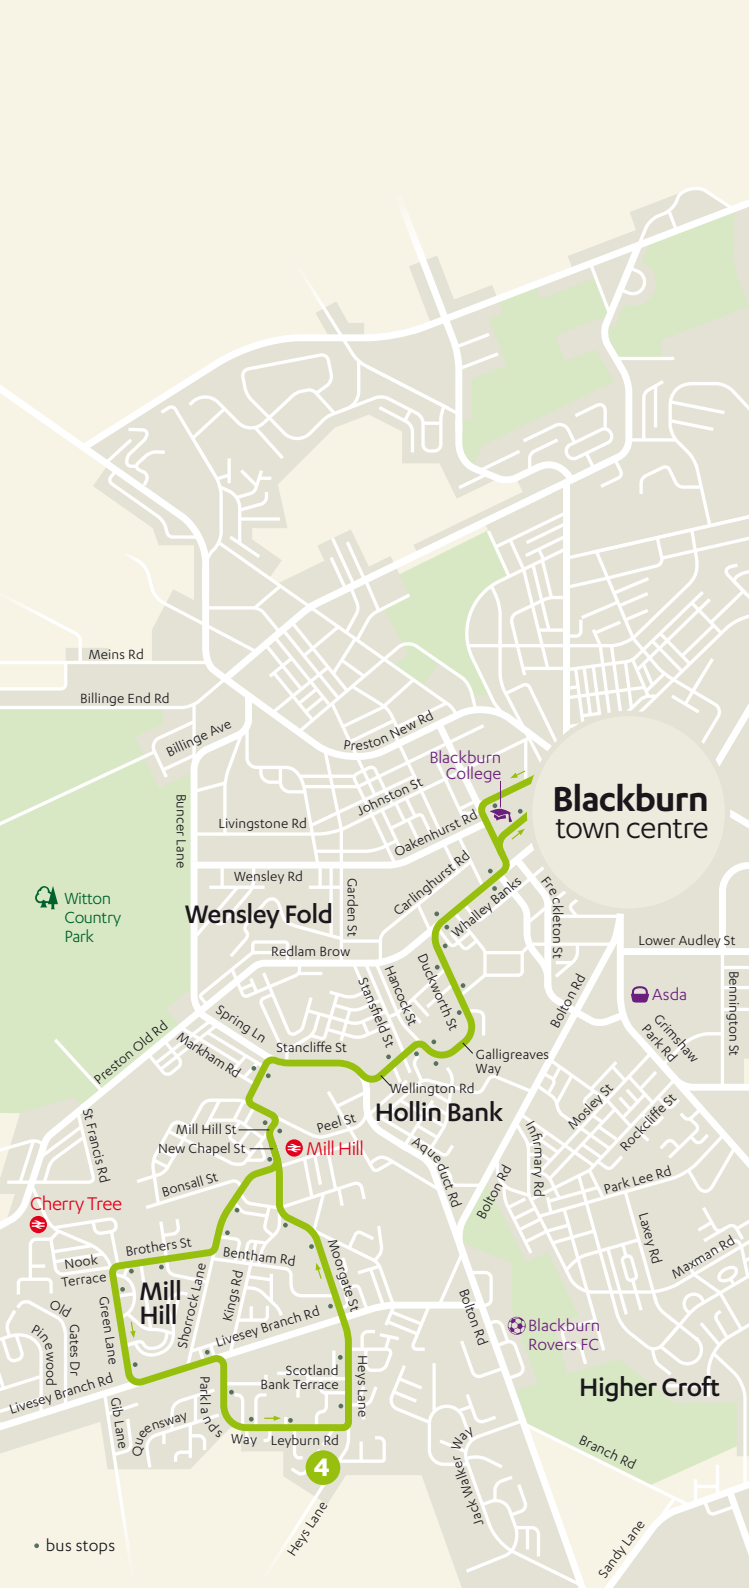 Meins Rd
Billinge End Rd
Billinge Ave
Preston New Rd
Blackburn
College
Johnston St
Blackburn
town centre
Buncer Lane
Livingstone Rd
Oakenhurst Rd
Wensley Rd
Carlinghurst Rd
Garden St
Whalley Banks
Freckleton St
Witton
Country
Park
Wensley Fold
Lower Audley St
Redlam Brow
Duckworth St
Hancock St
Stansfield St
Bolton Rd
Asda
Bennington St
Grimshaw
Park Rd
Spring Ln
Preston Old Rd
Markham Rd
Stancliffe St
Galligreaves
Way
Wellington Rd
Hollin Bank
Mosley St
Rockcliffe St
St Francis Rd
Mill Hill St
Peel St
New Chapel St
Mill Hill
Aqueduct Rd
Infirmary Rd
Bonsall St
Bolton Rd
Park Lee Rd
Cherry Tree
Laxey Rd
Maxman Rd
Brothers St
Bentham Rd
Moorgate St
Nook
Terrace
Mill
Hill
Shorrock Lane
Kings Rd
Green Lane
Old
Gates Dr
Pinewood
Livesey Branch Rd
Bolton Rd
Blackburn
Rovers FC
Scotland
Bank Terrace
Heys Lane
Higher Croft
Livesey Branch Rd
Gib Lane
Queensway
Parklands
Way
Leyburn Rd
Jack Walker Way
Branch Rd
4
Heys Lane
Sandy Lane
bus stops